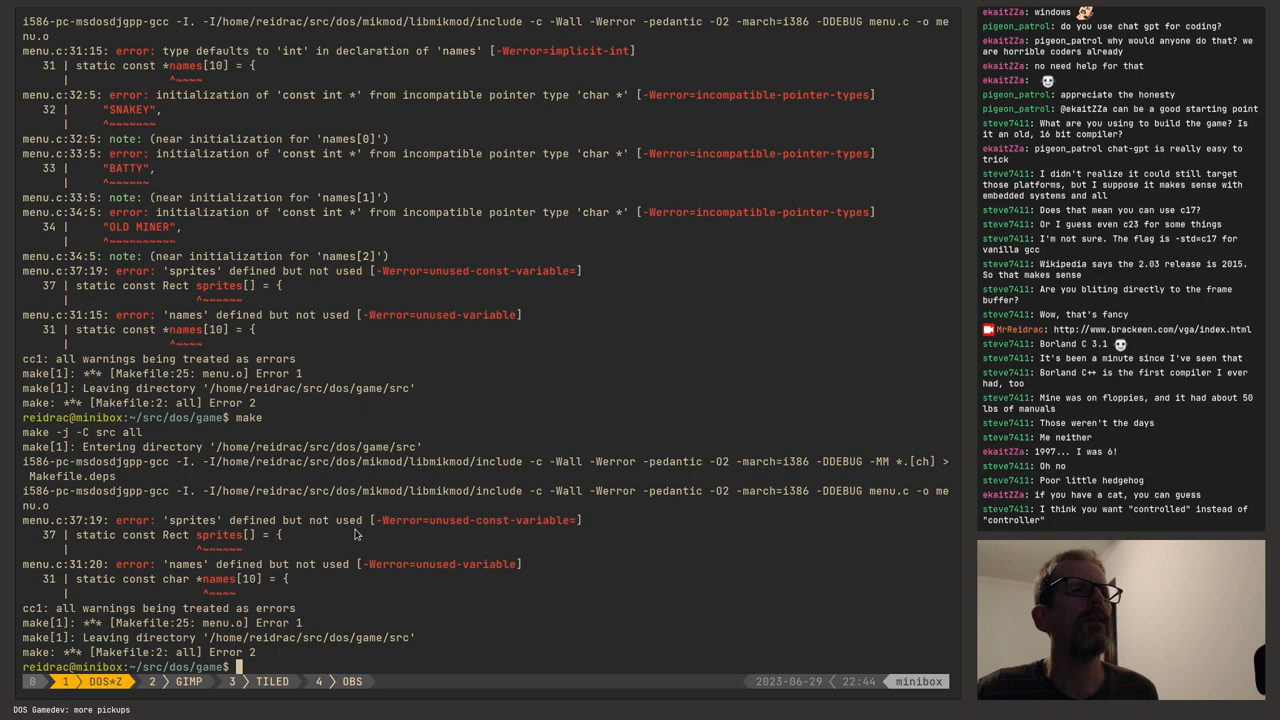 i586-pc-msdosdjgpp-gcc -I. -I/home/reidrac/src/dos/mikmod/libmikmod/include -c -Wall -Werror -pedantic -O2 -march=i386 -DDEBUG menu.c -o me
nu.o
menu.c:31:15: error: type defaults to 'int' in declaration of 'names' [-Werror=implicit-int]
31 | static const *names[10] = {
| ^~~~~
menu.c:32:5: error: initialization of 'const int *' from incompatible pointer type 'char *' [-Werror=incompatible-pointer-types]
32 | "SNAKEY",
| ^~~~~~~~
menu.c:32:5: note: (near initialization for 'names[0]')
menu.c:33:5: error: initialization of 'const int *' from incompatible pointer type 'char *' [-Werror=incompatible-pointer-types]
33 | "BATTY",
| ^~~~~~~
menu.c:33:5: note: (near initialization for 'names[1]')
menu.c:34:5: error: initialization of 'const int *' from incompatible pointer type 'char *' [-Werror=incompatible-pointer-types]
34 | "OLD MINER",
| ^~~~~~~~~~~
menu.c:34:5: note: (near initialization for 'names[2]')
menu.c:37:19: error: 'sprites' defined but not used [-Werror=unused-const-variable=]
37 | static const Rect sprites[] = {
| ^~~~~~~
menu.c:31:15: error: 'names' defined but not used [-Werror=unused-variable]
31 | static const *names[10] = {
| ^~~~~
cc1: all warnings being treated as errors
make[1]: *** [Makefile:25: menu.o] Error 1
make[1]: Leaving directory '/home/reidrac/src/dos/game/src'
make: *** [Makefile:2: all] Error 2
reidrac@minibox:~/src/dos/game$ make
make -j -C src all
make[1]: Entering directory '/home/reidrac/src/dos/game/src'
i586-pc-msdosdjgpp-gcc -I. -I/home/reidrac/src/dos/mikmod/libmikmod/include -c -Wall -Werror -pedantic -O2 -march=i386 -DDEBUG -MM *.[ch] >
Makefile.deps
i586-pc-msdosdjgpp-gcc -I. -I/home/reidrac/src/dos/mikmod/libmikmod/include -c -Wall -Werror -pedantic -O2 -march=i386 -DDEBUG menu.c -o me
nu.o
menu.c:37:19: error: 'sprites' defined but not used [-Werror=unused-const-variable=]
37 | static const Rect sprites[] = {
| ^~~~~~~
menu.c:31:20: error: 'names' defined but not used [-Werror=unused-variable]
31 | static const char *names[10] = {
| ^~~~~
cc1: all warnings being treated as errors
make[1]: *** [Makefile:25: menu.o] Error 1
make[1]: Leaving directory '/home/reidrac/src/dos/game/src'
make: *** [Makefile:2: all] Error 2
reidrac@minibox:~/src/dos/game$
0 1 DOS*Z 2 GIMP 3 TILED 4 OBS 2023-06-29 22:44 minibox
DOS Gamedev: more pickups
ekaitZZa: windows
pigeon_patrol: do you use chat gpt for coding?
ekaitZZa: pigeon_patrol why would anyone do that? we
are horrible coders already
ekaitZZa: no need help for that
ekaitZZa:
pigeon_patrol: appreciate the honesty
pigeon_patrol: @ekaitZZa can be a good starting point
steve7411: What are you using to build the game? Is
it an old, 16 bit compiler?
ekaitZZa: pigeon_patrol chat-gpt is really easy to
trick
steve7411: I didn't realize it could still target
those platforms, but I suppose it makes sense with
embedded systems and all
steve7411: Does that mean you can use c17?
steve7411: Or I guess even c23 for some things
steve7411: I'm not sure. The flag is -std=c17 for
vanilla gcc
steve7411: Wikipedia says the 2.03 release is 2015.
So that makes sense
steve7411: Are you bliting directly to the frame
buffer?
steve7411: Wow, that's fancy
MrReidrac: http://www.brackeen.com/vga/index.html
steve7411: Borland C 3.1
steve7411: It's been a minute since I've seen that
steve7411: Borland C++ is the first compiler I ever
had, too
steve7411: Mine was on floppies, and it had about 50
lbs of manuals
steve7411: Those weren't the days
steve7411: Me neither
ekaitZZa: 1997... I was 6!
steve7411: Oh no
steve7411: Poor little hedgehog
ekaitZZa: if you have a cat, you can guess
steve7411: I think you want "controlled" instead of
"controller"